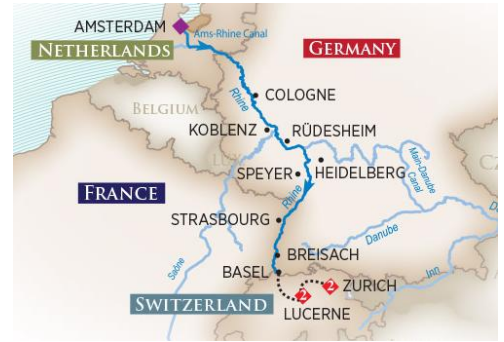 AMSTERDAM
Ams-Rhine Canal
NETHERLANDS
GERMANY
BELGIUM
Rhine
COLOGNE
KOBLENZ
RÜDESHEIM
LUX
SPEYER
HEIDELBERG
Main-Danube
Canal
FRANCE
Rhine
STRASBOURG
Danube
Saône
BREISACH
BASEL
Inn
2
2
ZURICH
SWITZERLAND
LUCERNE